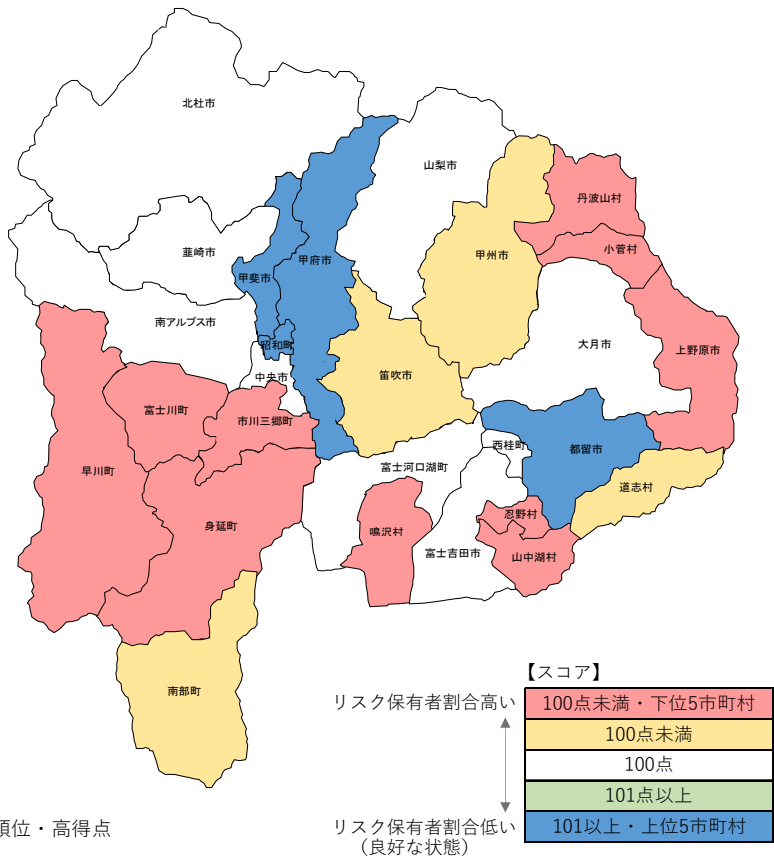 北杜市
山梨市
丹波山村
小菅村
韮崎市
甲州市
甲府市
甲斐市
南アルプス市
昭和町
大月市
上野原市
中央市
笛吹市
富士川町
市川三郷町
西桂町
都留市
早川町
富士河口湖町
道志村
身延町
忍野村
鳴沢村
富士吉田市
山中湖村
南部町
【スコア】
リスク保有者割合高い
100点未満・下位5市町村
100点未満
100点
101点以上
リスク保有者割合低い
101以上・上位5市町村
（良好な状態）
順位・高得点